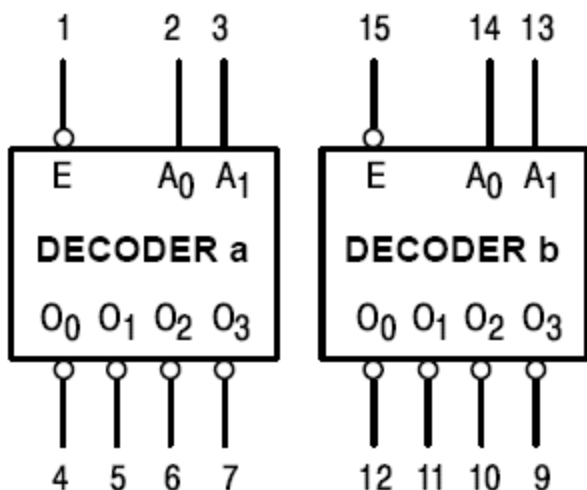 1 2 3 15 14 13
E A0 A1 E A0 A1
DECODER a DECODER b
O0 O1 O2 O3 O0 O1 O2 O3
4 5 6 7 12 11 10 9